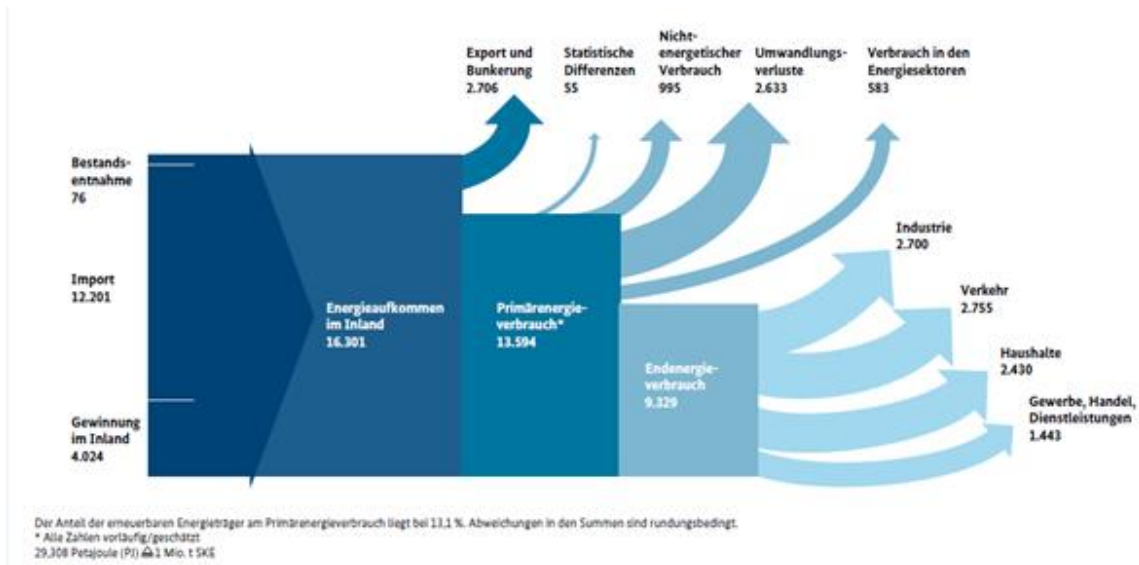 Export und
Bunkerung
2.706
Statistische
Differenzen
55
Nicht-
energetischer
Verbrauch
995
Umwandlungs-
verluste
2.633
Verbrauch in den
Energiesektoren
583
Bestands-
entnahme
76
Import
12.201
Gewinnung
im Inland
4.024
Energieaufkommen
im Inland
16.301
Primärenergie-
verbrauch*
13.594
Endenergie-
verbrauch
9.329
Industrie
2.700
Verkehr
2.755
Haushalte
2.430
Gewerbe, Handel,
Dienstleistungen
1.443
Der Anteil der erneuerbaren Energieträger am Primärenergieverbrauch liegt bei 13,1 %. Abweichungen in den Summen sind rundungsbedingt.
* Alle Zahlen vorläufig/geschätzt
29,308 Petajoule (PJ) ≙ 1 Mio. t SKE